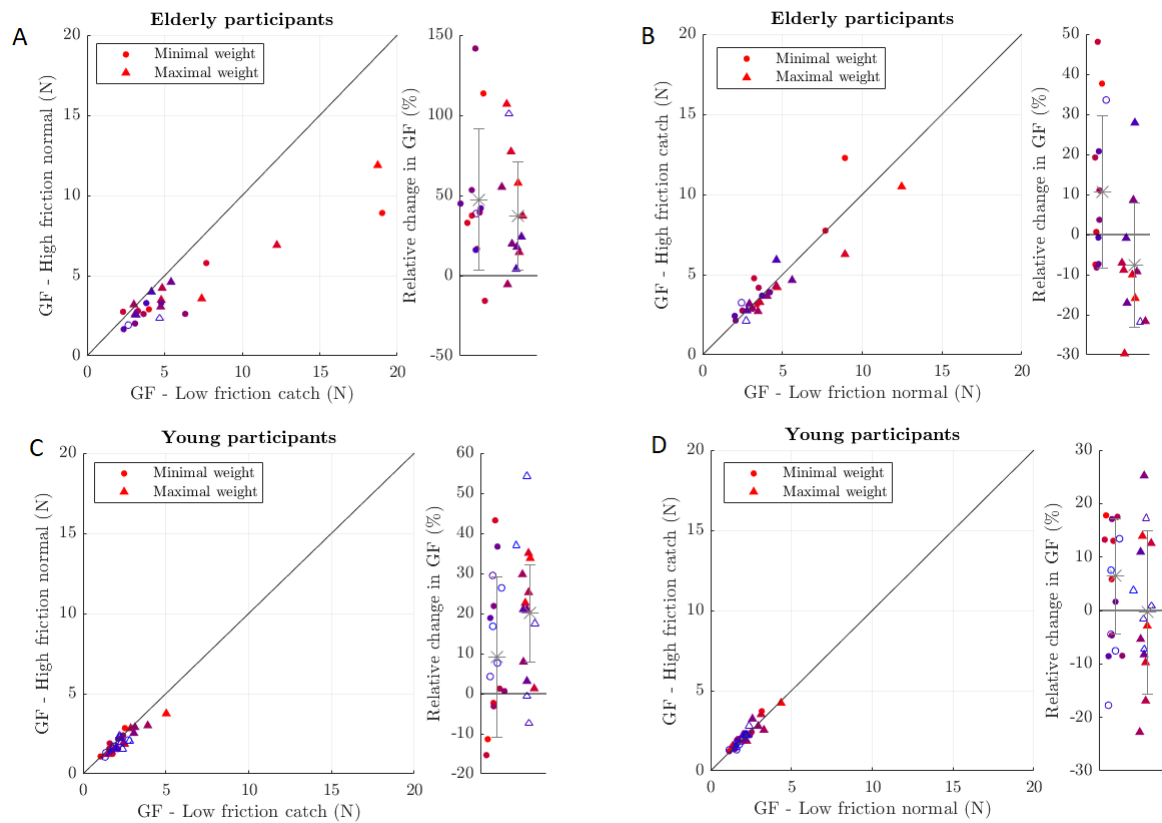 A
Elderly participants
Minimal weight
Maximal weight
GF - High friction normal (N)
20
15
10
5
0
0
5
10
15
20
GF - Low friction catch (N)
Relative change in GF (%)
150
100
50
0
-50
B
Elderly participants
Minimal weight
Maximal weight
GF - High friction catch (N)
20
15
10
5
0
0
5
10
15
20
GF - Low friction normal (N)
Relative change in GF (%)
50
40
30
20
10
0
-10
-20
-30
C
Young participants
Minimal weight
Maximal weight
GF - High friction normal (N)
20
15
10
5
0
0
5
10
15
20
GF - Low friction catch (N)
Relative change in GF (%)
60
50
40
30
20
10
0
-10
-20
D
Young participants
Minimal weight
Maximal weight
GF - High friction catch (N)
20
15
10
5
0
0
5
10
15
20
GF - Low friction normal (N)
Relative change in GF (%)
30
20
10
0
-10
-20
-30